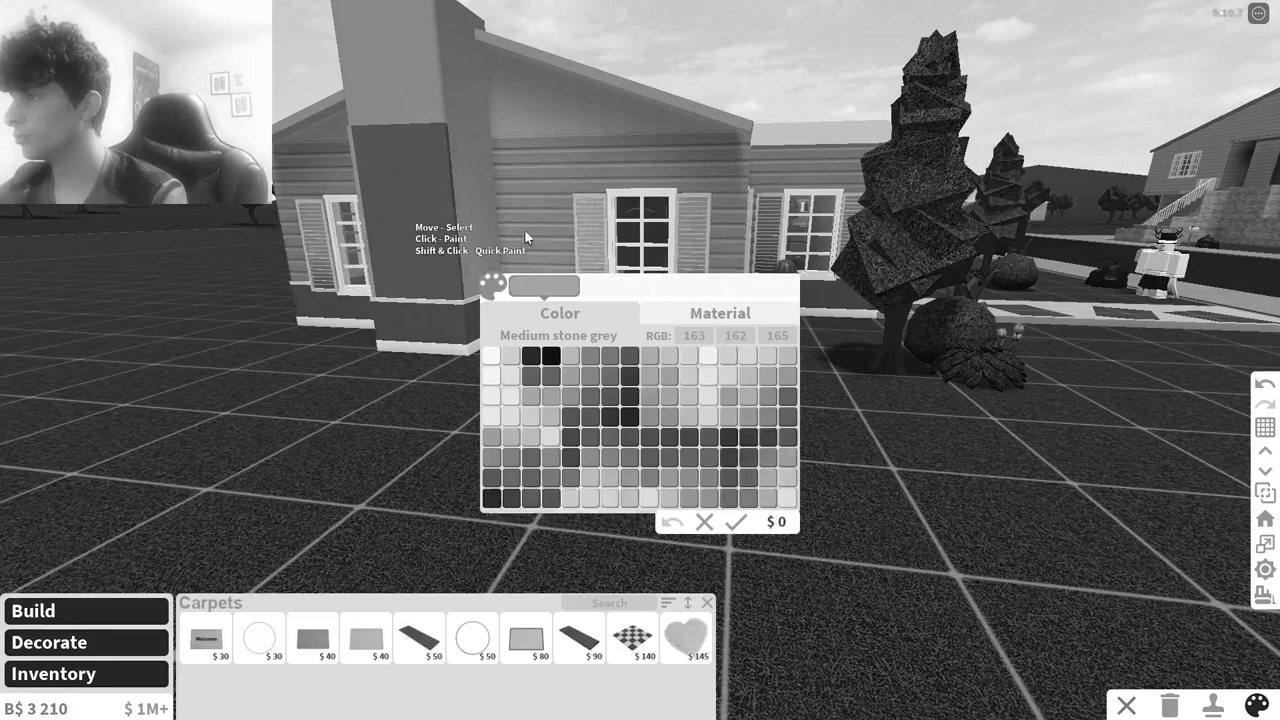 0.10.7
Move - Select
Click - Paint
Shift & Click - Quick Paint
Color
Material
Medium stone grey
RGB: 163 162 165
$ 0
Build
Decorate
Inventory
B$ 3 210
$ 1M+
Carpets
Search
Welcome
$ 30
$ 30
$ 40
$ 40
$ 50
$ 50
$ 80
$ 90
$ 140
$ 145